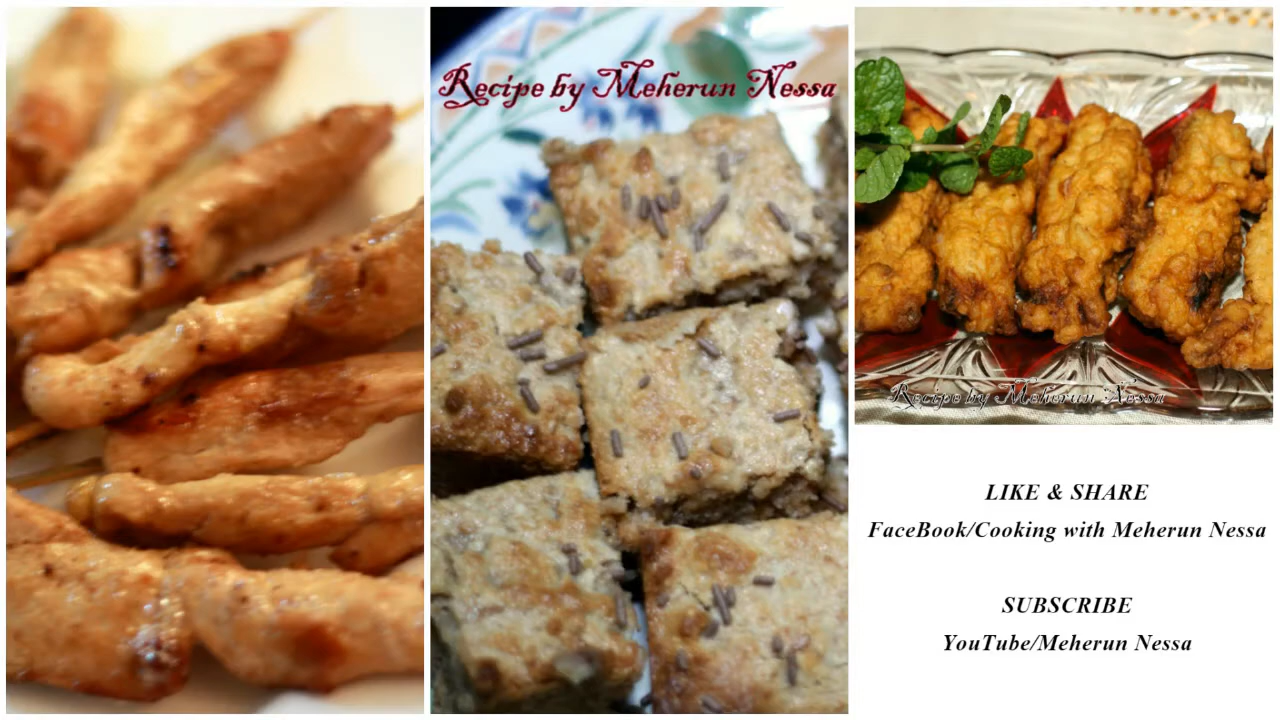 Recipe by Meherun Nessa
Recipe by Meherun Nessa
LIKE & SHARE
FaceBook/Cooking with Meherun Nessa
SUBSCRIBE
YouTube/Meherun Nessa